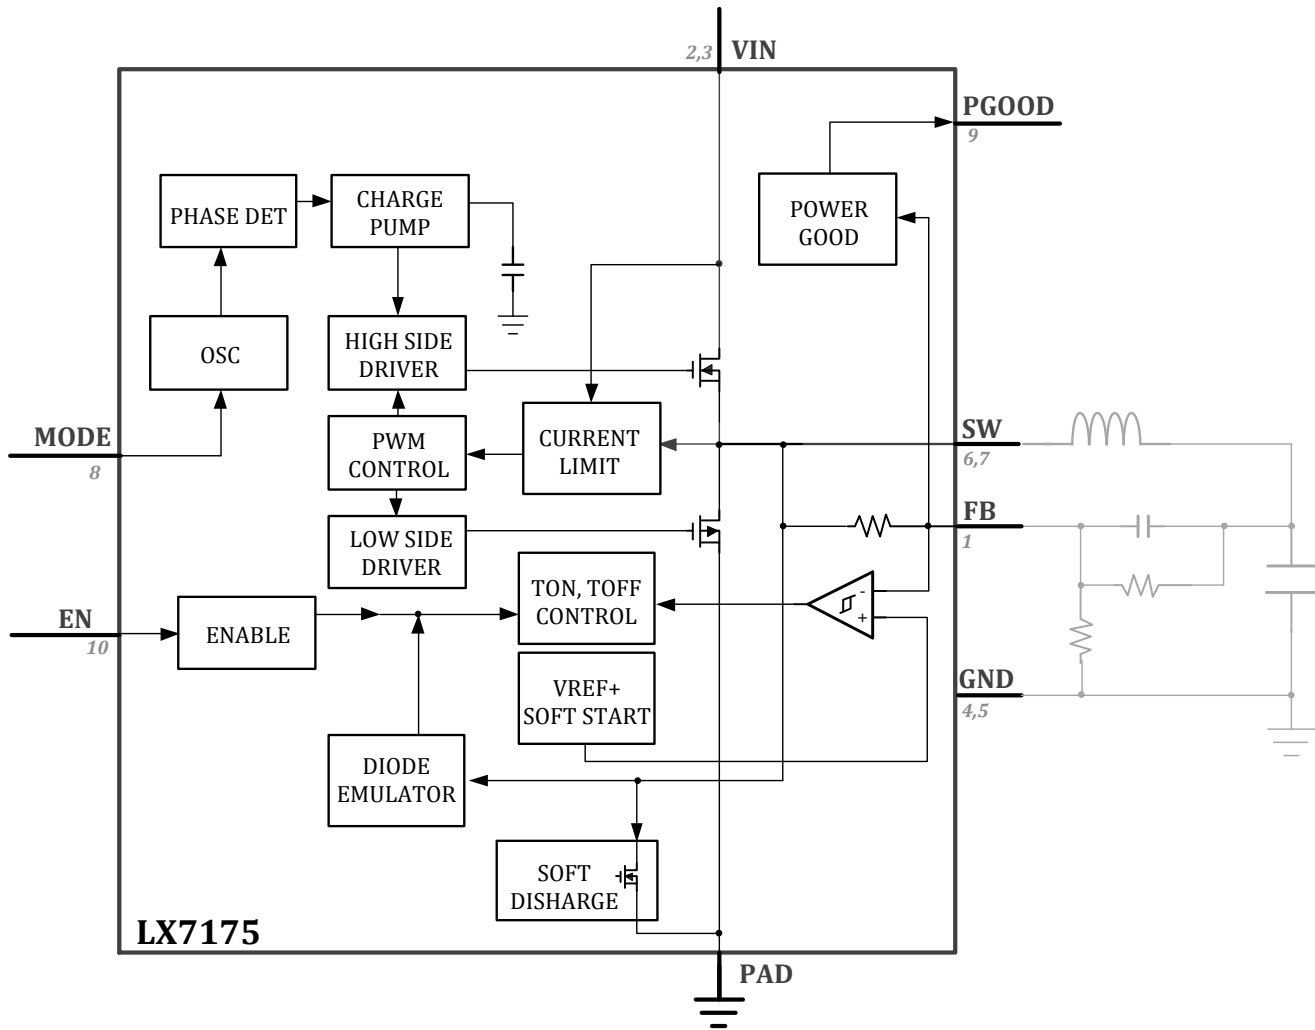 2,3
VIN
PGOOD
9
PHASE DET
CHARGE
PUMP
POWER
GOOD
OSC
HIGH SIDE
DRIVER
MODE
8
PWM
CONTROL
CURRENT
LIMIT
SW
6,7
LOW SIDE
DRIVER
FB
1
TON, TOFF
CONTROL
-
+
EN
10
ENABLE
VREF+
SOFT START
GND
4,5
DIODE
EMULATOR
SOFT
DISHARGE
LX7175
PAD